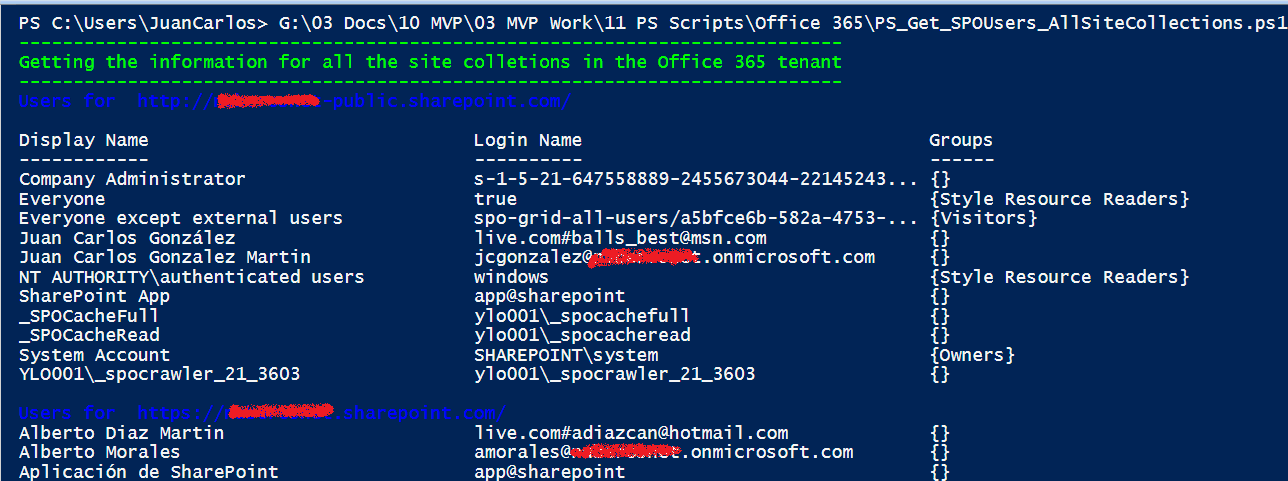 PS C:\Users\JuanCarlos> G:\03 Docs\10 MVP\03 MVP Work\11 PS Scripts\Office 365\PS_Get_SPOUsers_AllSiteCollections.ps1
----------------------------------------------------------------------------
Getting the information for all the site colletions in the Office 365 tenant
----------------------------------------------------------------------------
Users for  http:// -public.sharepoint.com/
Display Name Login Name Groups
------------ ---------- ------
Company Administrator s-1-5-21-647558889-2455673044-22145243... {}
Everyone true {Style Resource Readers}
Everyone except external users spo-grid-all-users/a5bfce6b-582a-4753-... {Visitors}
Juan Carlos González live.com#balls_best@msn.com {}
Juan Carlos Gonzalez Martin jcgonzalez@ .onmicrosoft.com {}
NT AUTHORITY\authenticated users windows {Style Resource Readers}
SharePoint App app@sharepoint {}
_SPOCacheFull ylo001\_spocachefull {}
_SPOCacheRead ylo001\_spocacheread {}
System Account SHAREPOINT\system {Owners}
YLO001\_spocrawler_21_3603 ylo001\_spocrawler_21_3603 {}
Users for  https:// .sharepoint.com/
Alberto Diaz Martin live.com#adiazcan@hotmail.com {}
Alberto Morales amorales@ .onmicrosoft.com {}
Aplicación de SharePoint app@sharepoint {}